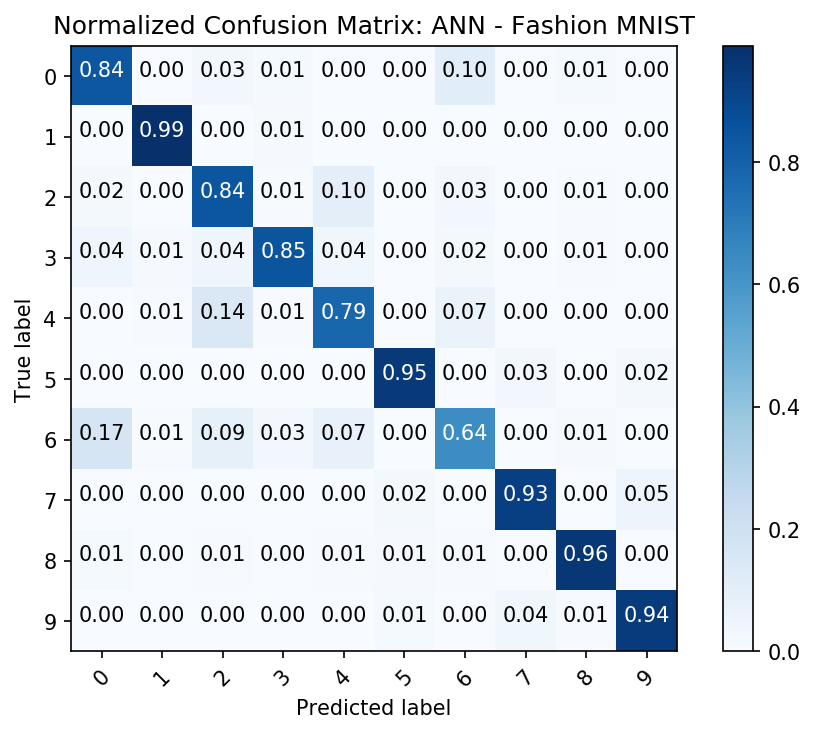 Normalized Confusion Matrix: ANN - Fashion MNIST
0 0.84 0.00 0.03 0.01 0.00 0.00 0.10 0.00 0.01 0.00
1 0.00 0.99 0.00 0.01 0.00 0.00 0.00 0.00 0.00 0.00
2 0.02 0.00 0.84 0.01 0.10 0.00 0.03 0.00 0.01 0.00
3 0.04 0.01 0.04 0.85 0.04 0.00 0.02 0.00 0.01 0.00
4 0.00 0.01 0.14 0.01 0.79 0.00 0.07 0.00 0.00 0.00
5 0.00 0.00 0.00 0.00 0.00 0.95 0.00 0.03 0.00 0.02
6 0.17 0.01 0.09 0.03 0.07 0.00 0.64 0.00 0.01 0.00
7 0.00 0.00 0.00 0.00 0.00 0.02 0.00 0.93 0.00 0.05
8 0.01 0.00 0.01 0.00 0.01 0.01 0.01 0.00 0.96 0.00
9 0.00 0.00 0.00 0.00 0.00 0.01 0.00 0.04 0.01 0.94
0 1 2 3 4 5 6 7 8 9
True label
Predicted label
0.8
0.6
0.4
0.2
0.0